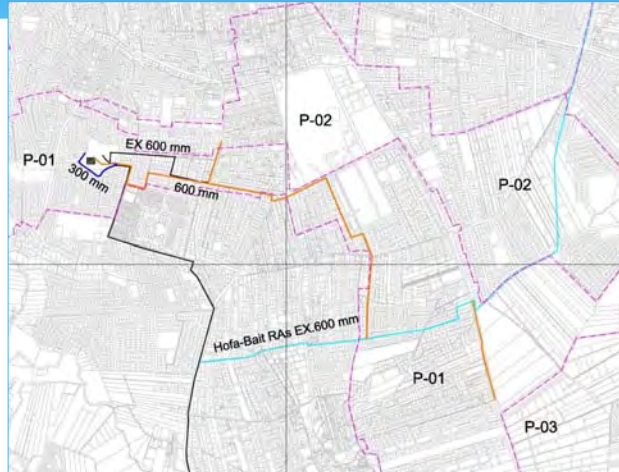 P-02
EX 600 mm
P-01
300 mm
600 mm
P-02
Hofa-Bait RAs EX.600 mm
P-01
P-03